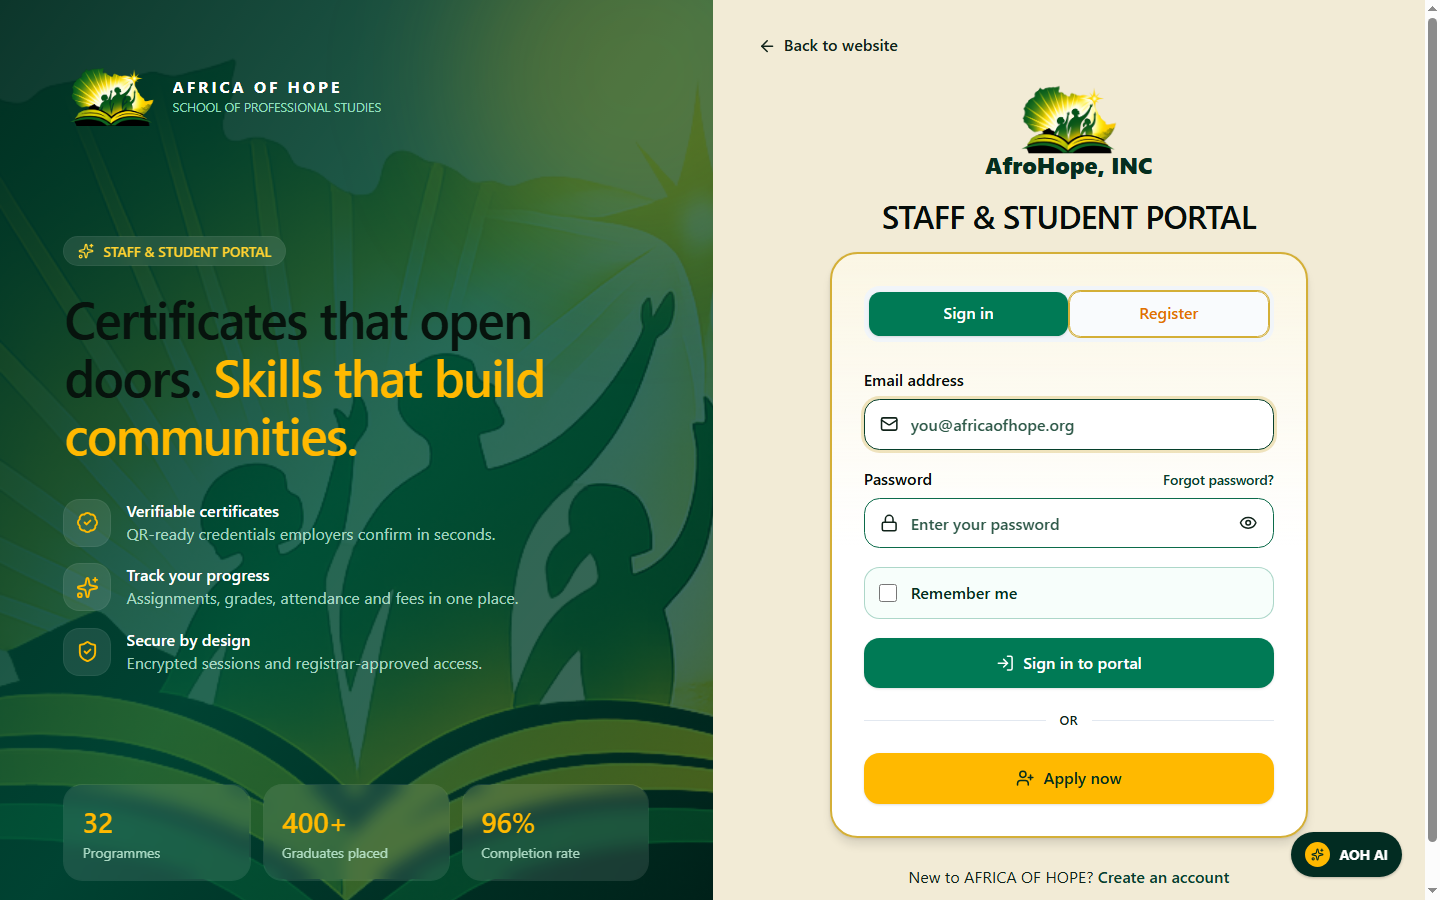 AFRICA OF HOPE
SCHOOL OF PROFESSIONAL STUDIES
STAFF & STUDENT PORTAL
Certificates that open
doors. Skills that build
communities.
Verifiable certificates
QR-ready credentials employers confirm in seconds.
Track your progress
Assignments, grades, attendance and fees in one place.
Secure by design
Encrypted sessions and registrar-approved access.
32
Programmes
400+
Graduates placed
96%
Completion rate
Back to website
AfroHope, INC
STAFF & STUDENT PORTAL
Sign in
Register
Email address
you@africaofhope.org
Password
Forgot password?
Enter your password
Remember me
Sign in to portal
OR
Apply now
New to AFRICA OF HOPE? Create an account
AOH AI